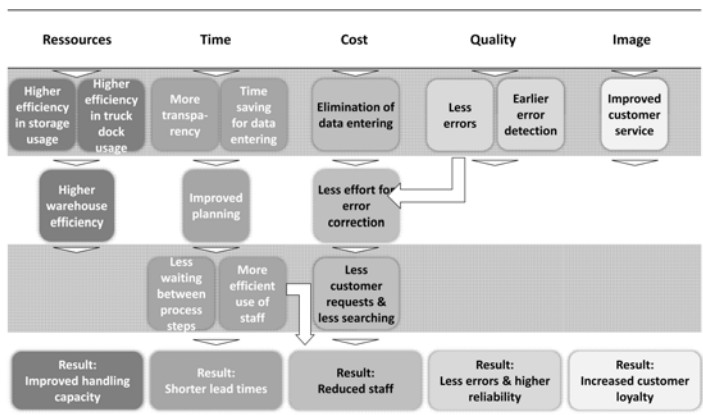 Ressources
Time
Cost
Quality
Image
Higher
efficiency
in storage
usage
Higher
efficiency
in truck
dock
usage
More
transpa-
rency
Time
saving
for data
entering
Elimination of
data entering
Less
errors
Earlier
error
detection
Improved
customer
service
Higher
warehouse
efficiency
Improved
planning
Less effort for
error
correction
Less
waiting
between
process
steps
More
efficient
use of
staff
Less
customer
requests &
less searching
Result:
Improved handling
capacity
Result:
Shorter lead times
Result:
Reduced staff
Result:
Less errors & higher
reliability
Result:
Increased customer
loyalty